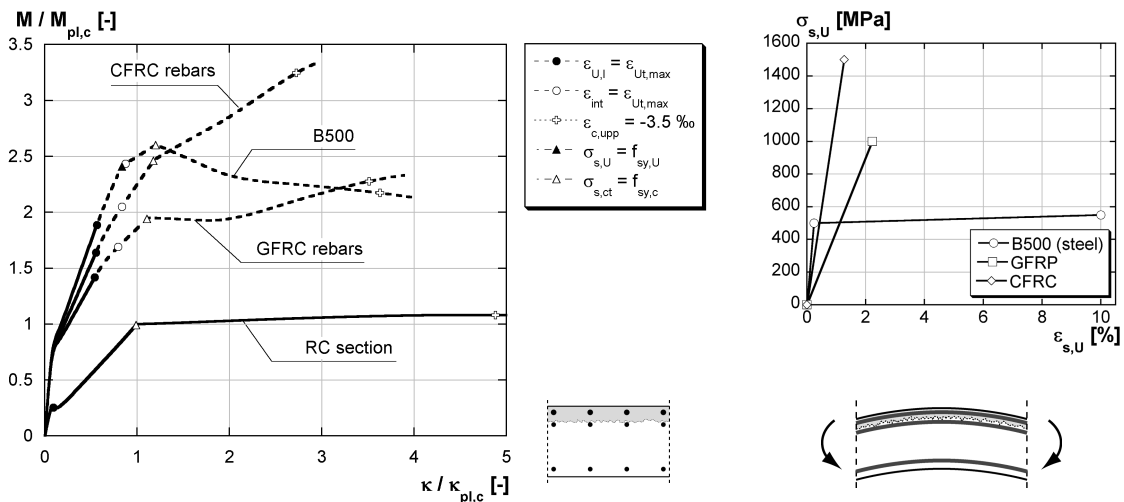 M / M_pl,c [-]
3.5
3
2.5
2
1.5
1
0.5
0
0
1
2
3
4
5
κ / κ_pl,c [-]
CFRC rebars
B500
GFRC rebars
RC section
ε_U,l = ε_Ut,max
ε_int = ε_Ut,max
ε_c,upp = -3.5 ‰
σ_s,U = f_sy,U
σ_s,ct = f_sy,c
σ_s,U [MPa]
1600
1400
1200
1000
800
600
400
200
0
0
2
4
6
8
10
ε_s,U [%]
B500 (steel)
GFRP
CFRC